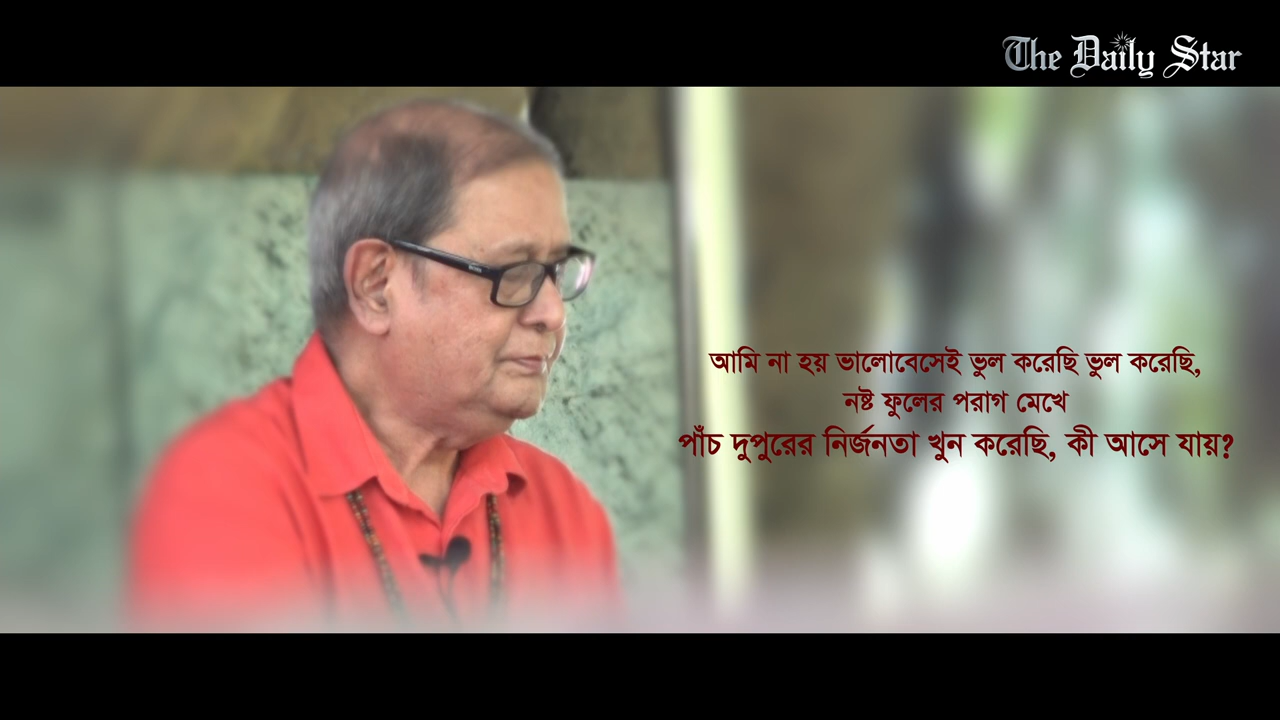 The Daily Star
আমি না হয় ভালোবেসেই ভুল করেছি ভুল করেছি,
নষ্ট ফুলের পরাগ মেখে
পাঁচ দুপুরের নির্জনতা খুন করেছি, কী আসে যায়?